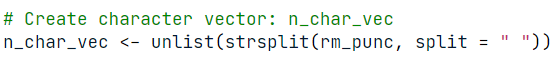 # Create character vector: n_char_vec
n_char_vec <- unlist(strsplit(rm_punc, split = " "))